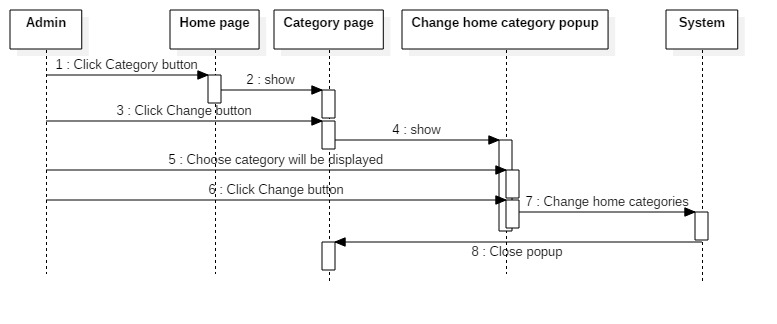 Admin
Home page
Category page
Change home category popup
System
1 : Click Category button
2 : show
3 : Click Change button
4 : show
5 : Choose category will be displayed
6 : Click Change button
7 : Change home categories
8 : Close popup